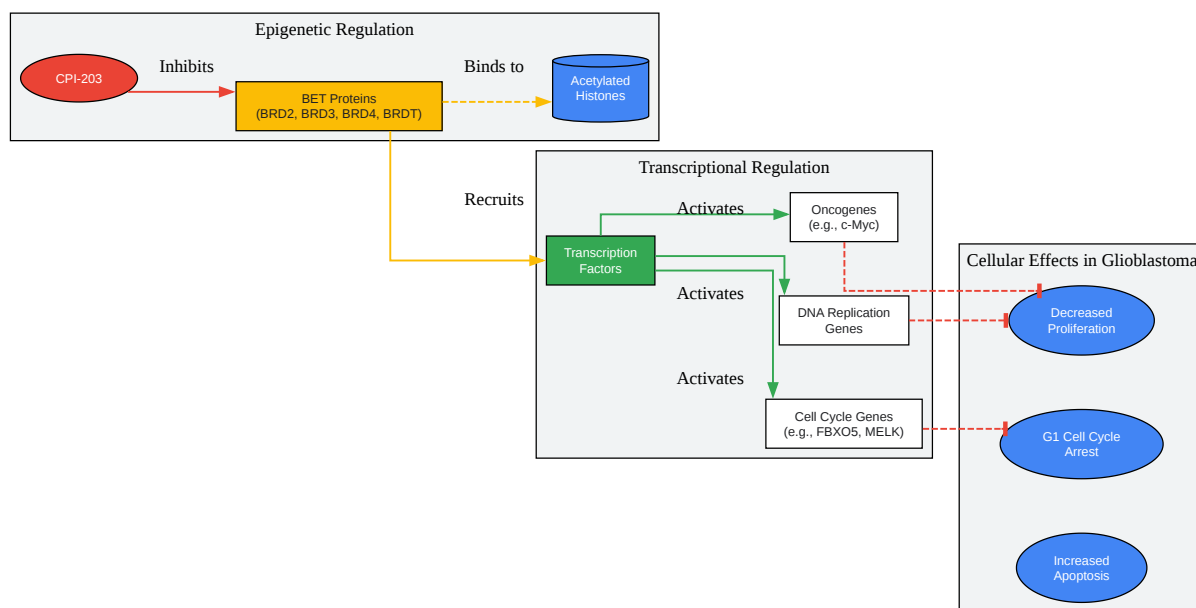 Epigenetic Regulation
CPI-203
Inhibits
BET Proteins
(BRD2, BRD3, BRD4, BRDT)
Binds to
Acetylated
Histones
Recruits
Transcriptional Regulation
Transcription
Factors
Activates
Oncogenes
(e.g., c-Myc)
Activates
DNA Replication
Genes
Activates
Cell Cycle Genes
(e.g., FBXO5, MELK)
Cellular Effects in Glioblastoma
Decreased
Proliferation
G1 Cell Cycle
Arrest
Increased
Apoptosis